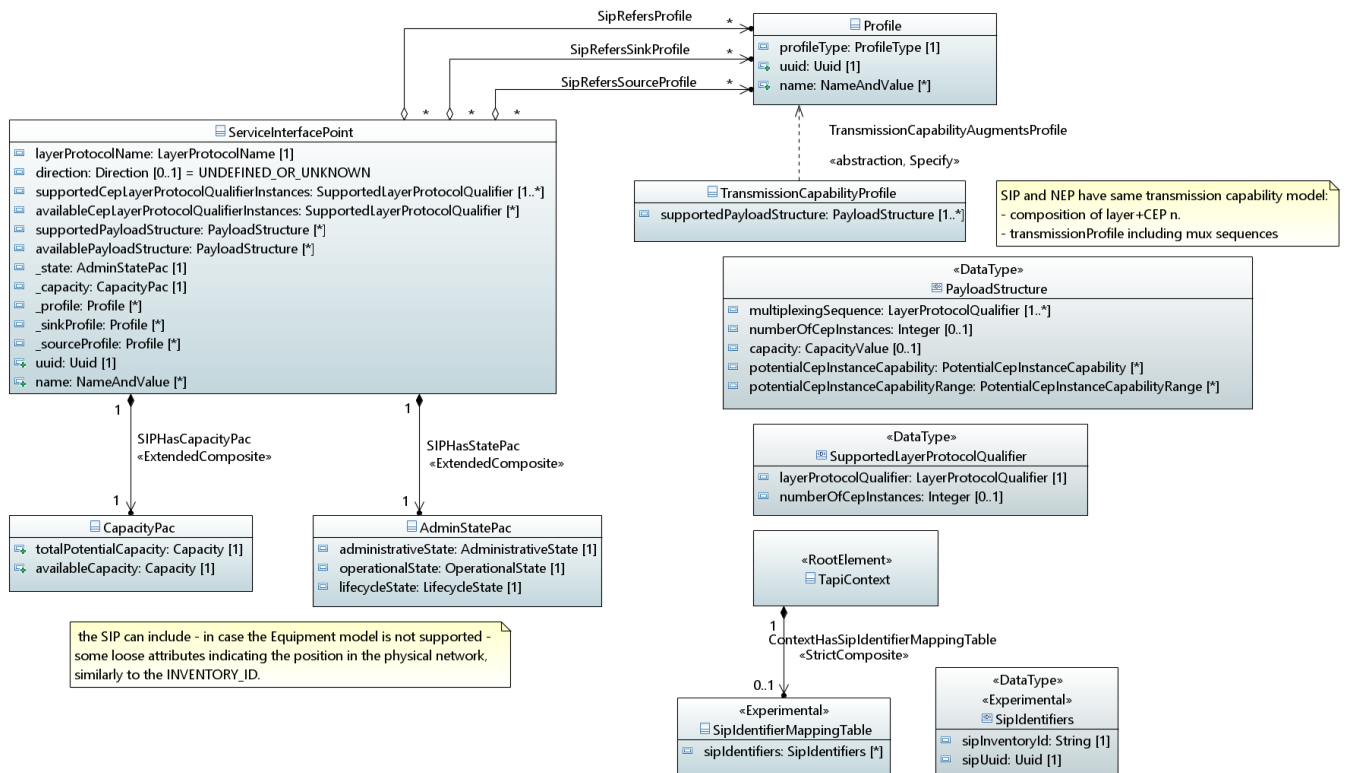 SipRefersProfile
*
SipRefersSinkProfile
*
SipRefersSourceProfile
*
*
*
*
Profile
profileType: ProfileType [1]
uuid: Uuid [1]
name: NameAndValue [*]
ServiceInterfacePoint
layerProtocolName: LayerProtocolName [1]
direction: Direction [0..1] = UNDEFINED_OR_UNKNOWN
supportedCepLayerProtocolQualifierInstances: SupportedLayerProtocolQualifier [1..*]
availableCepLayerProtocolQualifierInstances: SupportedLayerProtocolQualifier [*]
supportedPayloadStructure: PayloadStructure [*]
availablePayloadStructure: PayloadStructure [*]
_state: AdminStatePac [1]
_capacity: CapacityPac [1]
_profile: Profile [*]
_sinkProfile: Profile [*]
_sourceProfile: Profile [*]
uuid: Uuid [1]
name: NameAndValue [*]
TransmissionCapabilityAugmentsProfile
«abstraction, Specify»
TransmissionCapabilityProfile
supportedPayloadStructure: PayloadStructure [1..*]
SIP and NEP have same transmission capability model:
- composition of layer+CEP n.
- transmissionProfile including mux sequences
«DataType»
PayloadStructure
multiplexingSequence: LayerProtocolQualifier [1..*]
numberOfCepInstances: Integer [0..1]
capacity: CapacityValue [0..1]
potentialCepInstanceCapability: PotentialCepInstanceCapability [*]
potentialCepInstanceCapabilityRange: PotentialCepInstanceCapabilityRange [*]
1
SIPHasCapacityPac
«ExtendedComposite»
1
1
SIPHasStatePac
«ExtendedComposite»
1
«DataType»
SupportedLayerProtocolQualifier
layerProtocolQualifier: LayerProtocolQualifier [1]
numberOfCepInstances: Integer [0..1]
CapacityPac
totalPotentialCapacity: Capacity [1]
availableCapacity: Capacity [1]
AdminStatePac
administrativeState: AdministrativeState [1]
operationalState: OperationalState [1]
lifecycleState: LifecycleState [1]
«RootElement»
TapiContext
the SIP can include - in case the Equipment model is not supported -
some loose attributes indicating the position in the physical network,
similarly to the INVENTORY_ID.
1
ContextHasSipIdentifierMappingTable
«StrictComposite»
0..1
«Experimental»
SipIdentifierMappingTable
sipIdentifiers: SipIdentifiers [*]
«DataType»
«Experimental»
SipIdentifiers
sipInventoryId: String [1]
sipUuid: Uuid [1]